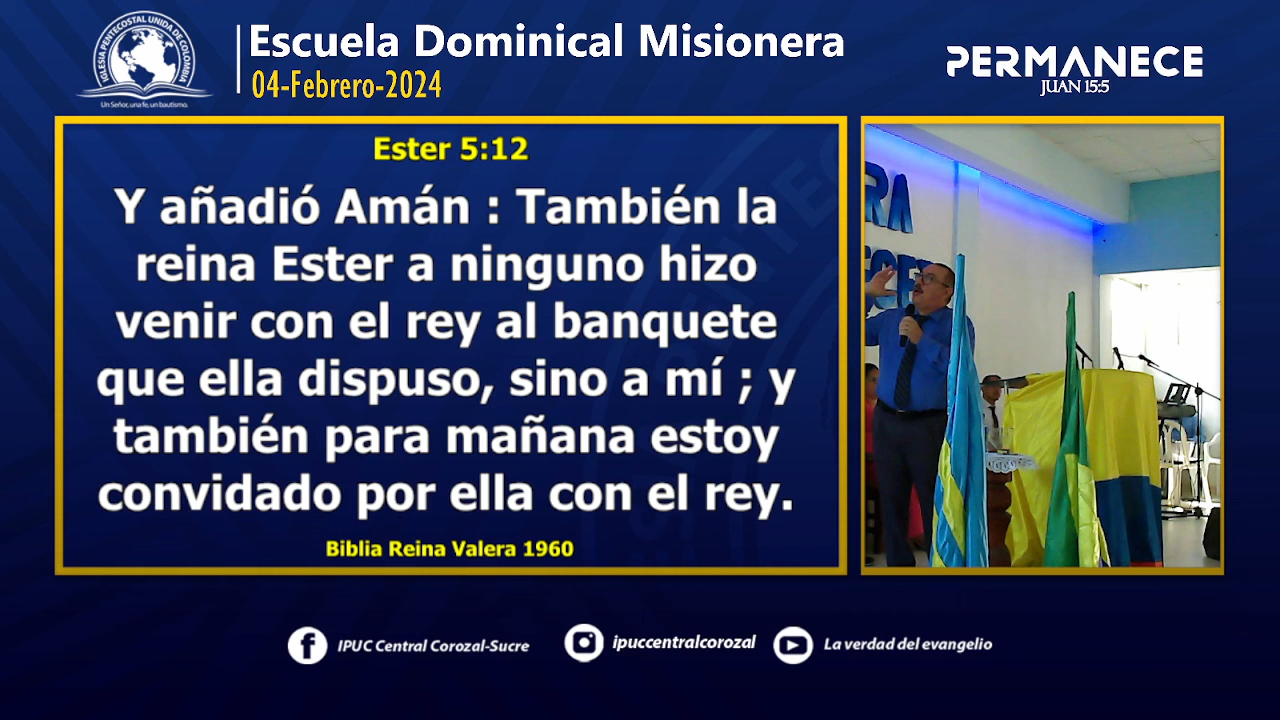 IGLESIA PENTECOSTAL UNIDA DE COLOMBIA
Un Señor, una fe, un bautismo.
Escuela Dominical Misionera
04-Febrero-2024
PERMANECE
JUAN 15:5
Ester 5:12
Y añadió Amán : También la
reina Ester a ninguno hizo
venir con el rey al banquete
que ella dispuso, sino a mí ; y
también para mañana estoy
convidado por ella con el rey.
Biblia Reina Valera 1960
IPUC Central Corozal-Sucre
ipuccentralcorozal
La verdad del evangelio